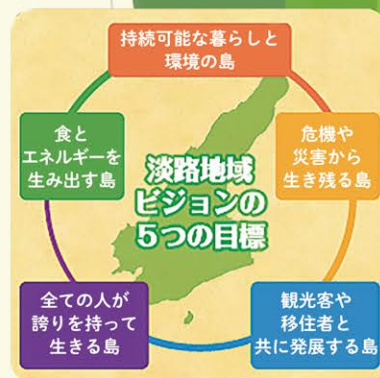 持続可能な暮らしと
環境の島
食と
エネルギーを
生み出す島
危機や
災害から
生き残る島
淡路地域
ビジョンの
5つの目標
全ての人が
誇りを持って
生きる島
観光客や
移住者と
共に発展する島